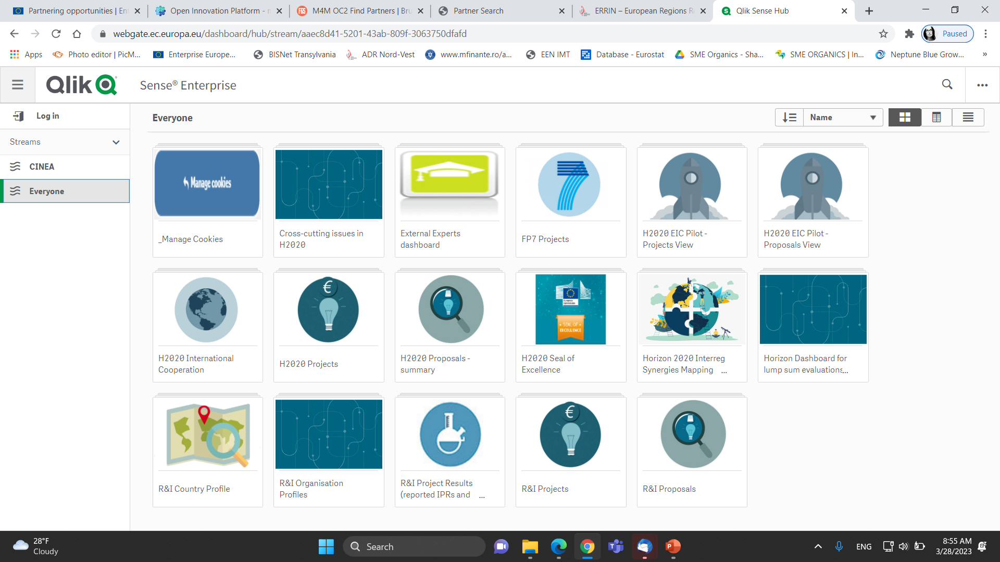 Partnering opportunities | En
Open Innovation Platform - m
M4M OC2 Find Partners | Bru
Partner Search
ERRIN – European Regions R
Qlik Sense Hub
webgate.ec.europa.eu/dashboard/hub/stream/aaec8d41-5201-43ab-809f-3063750dfafd
Paused
Apps
Photo editor | PicM...
Enterprise Europe...
BISNet Transylvania
ADR Nord-Vest
www.mfinante.ro/a...
EEN IMT
Database - Eurostat
SME Organics - Sha...
SME ORGANICS | In...
Neptune Blue Grow...
»
Qlik
Sense® Enterprise
Log in
Everyone
Name
Streams
CINEA
Everyone
Manage cookies
_Manage Cookies
Cross-cutting issues in
H2020
External Experts
dashboard
7
FP7 Projects
H2020 EIC Pilot -
Projects View
H2020 EIC Pilot -
Proposals View
H2020 International
Cooperation
€
H2020 Projects
H2020 Proposals -
summary
European
Commission
SEAL OF
EXCELLENCE
H2020 Seal of
Excellence
Horizon 2020 Interreg
Synergies Mapping ...
Horizon Dashboard for
lump sum evaluations...
R&I Country Profile
R&I Organisation
Profiles
R&I Project Results
(reported IPRs and ...
€
R&I Projects
R&I Proposals
28°F
Cloudy
Search
ENG
8:55 AM
3/28/2023